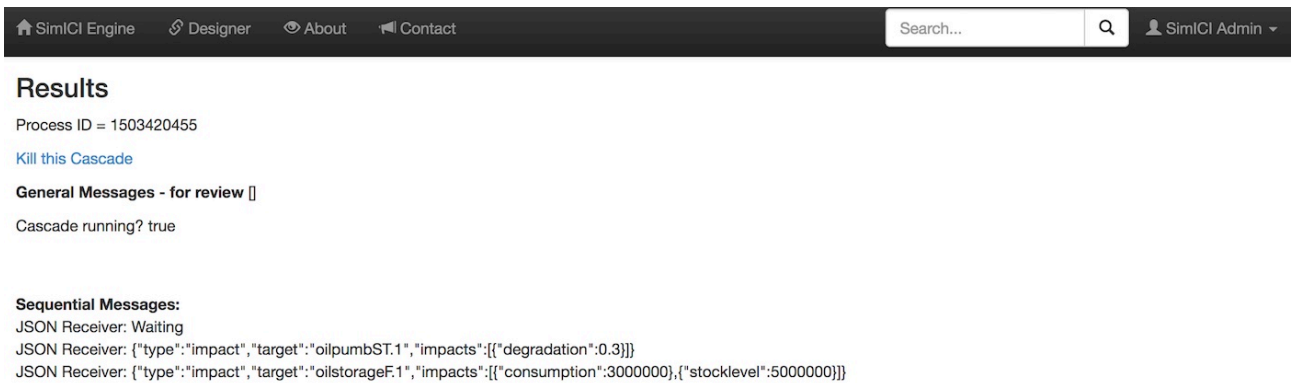 SimICI Engine Designer About Contact Search... SimICI Admin
Results
Process ID = 1503420455
Kill this Cascade
General Messages - for review []
Cascade running? true
Sequential Messages:
JSON Receiver: Waiting
JSON Receiver: {"type":"impact","target":"oilpumbST.1","impacts":[{"degradation":0.3}]}
JSON Receiver: {"type":"impact","target":"oilstorageF.1","impacts":[{"consumption":3000000},{"stocklevel":5000000}]}